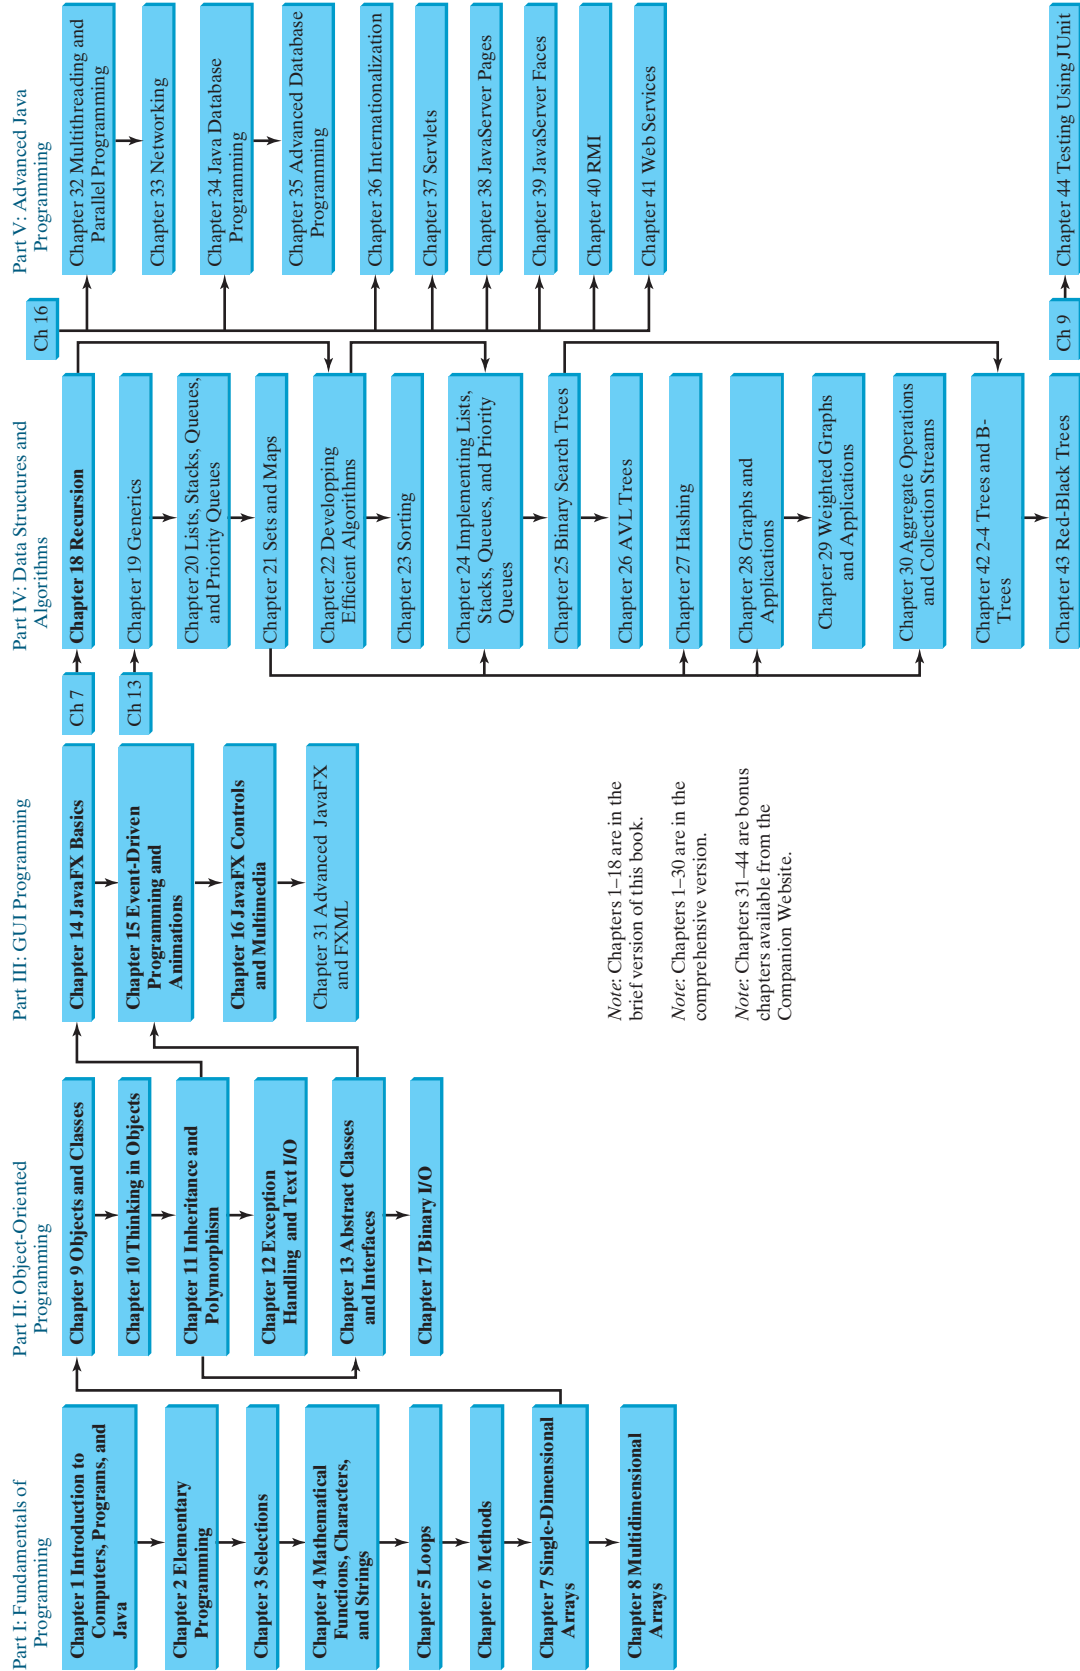 Part I: Fundamentals of
Programming
Chapter 1 Introduction to
Computers, Programs, and
Java
Chapter 2 Elementary
Programming
Chapter 3 Selections
Chapter 4 Mathematical
Functions, Characters,
and Strings
Chapter 5 Loops
Chapter 6 Methods
Chapter 7 Single-Dimensional
Arrays
Chapter 8 Multidimensional
Arrays
Part II: Object-Oriented
Programming
Chapter 9 Objects and Classes
Chapter 10 Thinking in Objects
Chapter 11 Inheritance and
Polymorphism
Chapter 12 Exception
Handling and Text I/O
Chapter 13 Abstract Classes
and Interfaces
Chapter 17 Binary I/O
Part III: GUI Programming
Chapter 14 JavaFX Basics
Chapter 15 Event-Driven
Programming and
Animations
Chapter 16 JavaFX Controls
and Multimedia
Chapter 31 Advanced JavaFX
and FXML
Note: Chapters 1–18 are in the
brief version of this book.
Note: Chapters 1–30 are in the
comprehensive version.
Note: Chapters 31–44 are bonus
chapters available from the
Companion Website.
Part IV: Data Structures and
Algorithms
Ch 7
Chapter 18 Recursion
Ch 13
Chapter 19 Generics
Chapter 20 Lists, Stacks, Queues,
and Priority Queues
Chapter 21 Sets and Maps
Chapter 22 Developping
Efficient Algorithms
Chapter 23 Sorting
Chapter 24 Implementing Lists,
Stacks, Queues, and Priority
Queues
Chapter 25 Binary Search Trees
Chapter 26 AVL Trees
Chapter 27 Hashing
Chapter 28 Graphs and
Applications
Chapter 29 Weighted Graphs
and Applications
Chapter 30 Aggregate Operations
and Collection Streams
Chapter 42 2-4 Trees and B-
Trees
Chapter 43 Red-Black Trees
Part V: Advanced Java
Programming
Ch 16
Chapter 32 Multithreading and
Parallel Programming
Chapter 33 Networking
Chapter 34 Java Database
Programming
Chapter 35 Advanced Database
Programming
Chapter 36 Internationalization
Chapter 37 Servlets
Chapter 38 JavaServer Pages
Chapter 39 JavaServer Faces
Chapter 40 RMI
Chapter 41 Web Services
Ch 9
Chapter 44 Testing Using JUnit